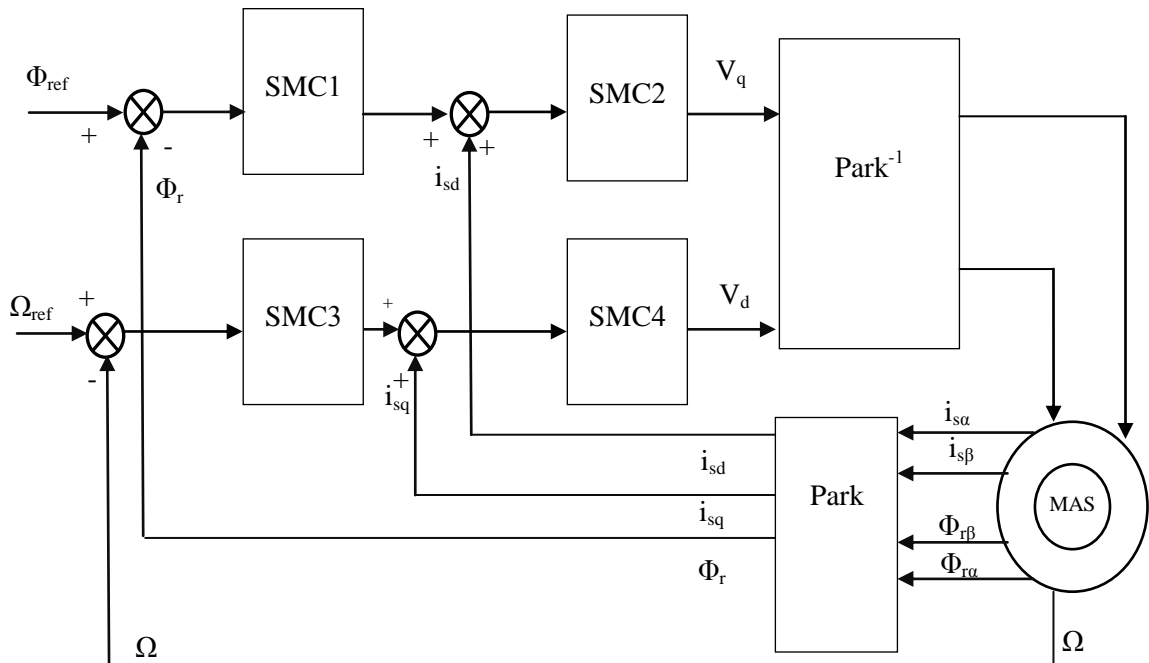 Φref
+
-
Φr
SMC1
+
+
isd
SMC2
Vq
Park-1
Ωref
+
-
SMC3
+
+
isq
SMC4
Vd
isd
isq
Φr
Park
isα
isβ
Φrβ
Φrα
MAS
Ω
Ω